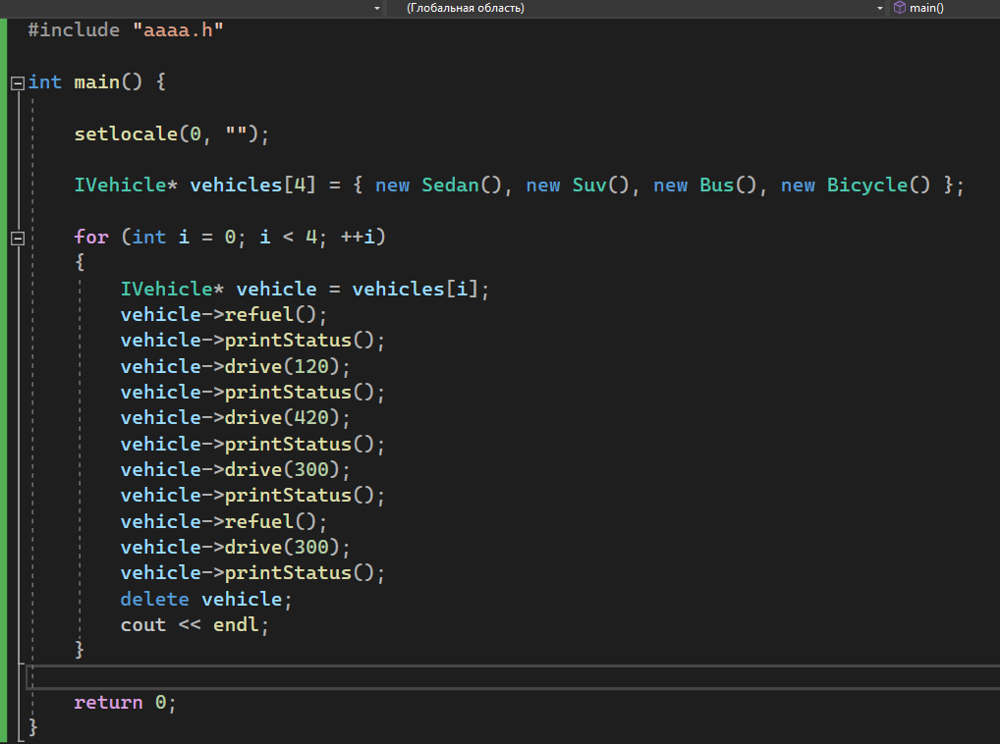 (Глобальная область) main()
#include "aaaa.h"
int main() {
setlocale(0, "");
IVehicle* vehicles[4] = { new Sedan(), new Suv(), new Bus(), new Bicycle() };
for (int i = 0; i < 4; ++i)
{
IVehicle* vehicle = vehicles[i];
vehicle->refuel();
vehicle->printStatus();
vehicle->drive(120);
vehicle->printStatus();
vehicle->drive(420);
vehicle->printStatus();
vehicle->drive(300);
vehicle->printStatus();
vehicle->refuel();
vehicle->drive(300);
vehicle->printStatus();
delete vehicle;
cout << endl;
}
return 0;
}